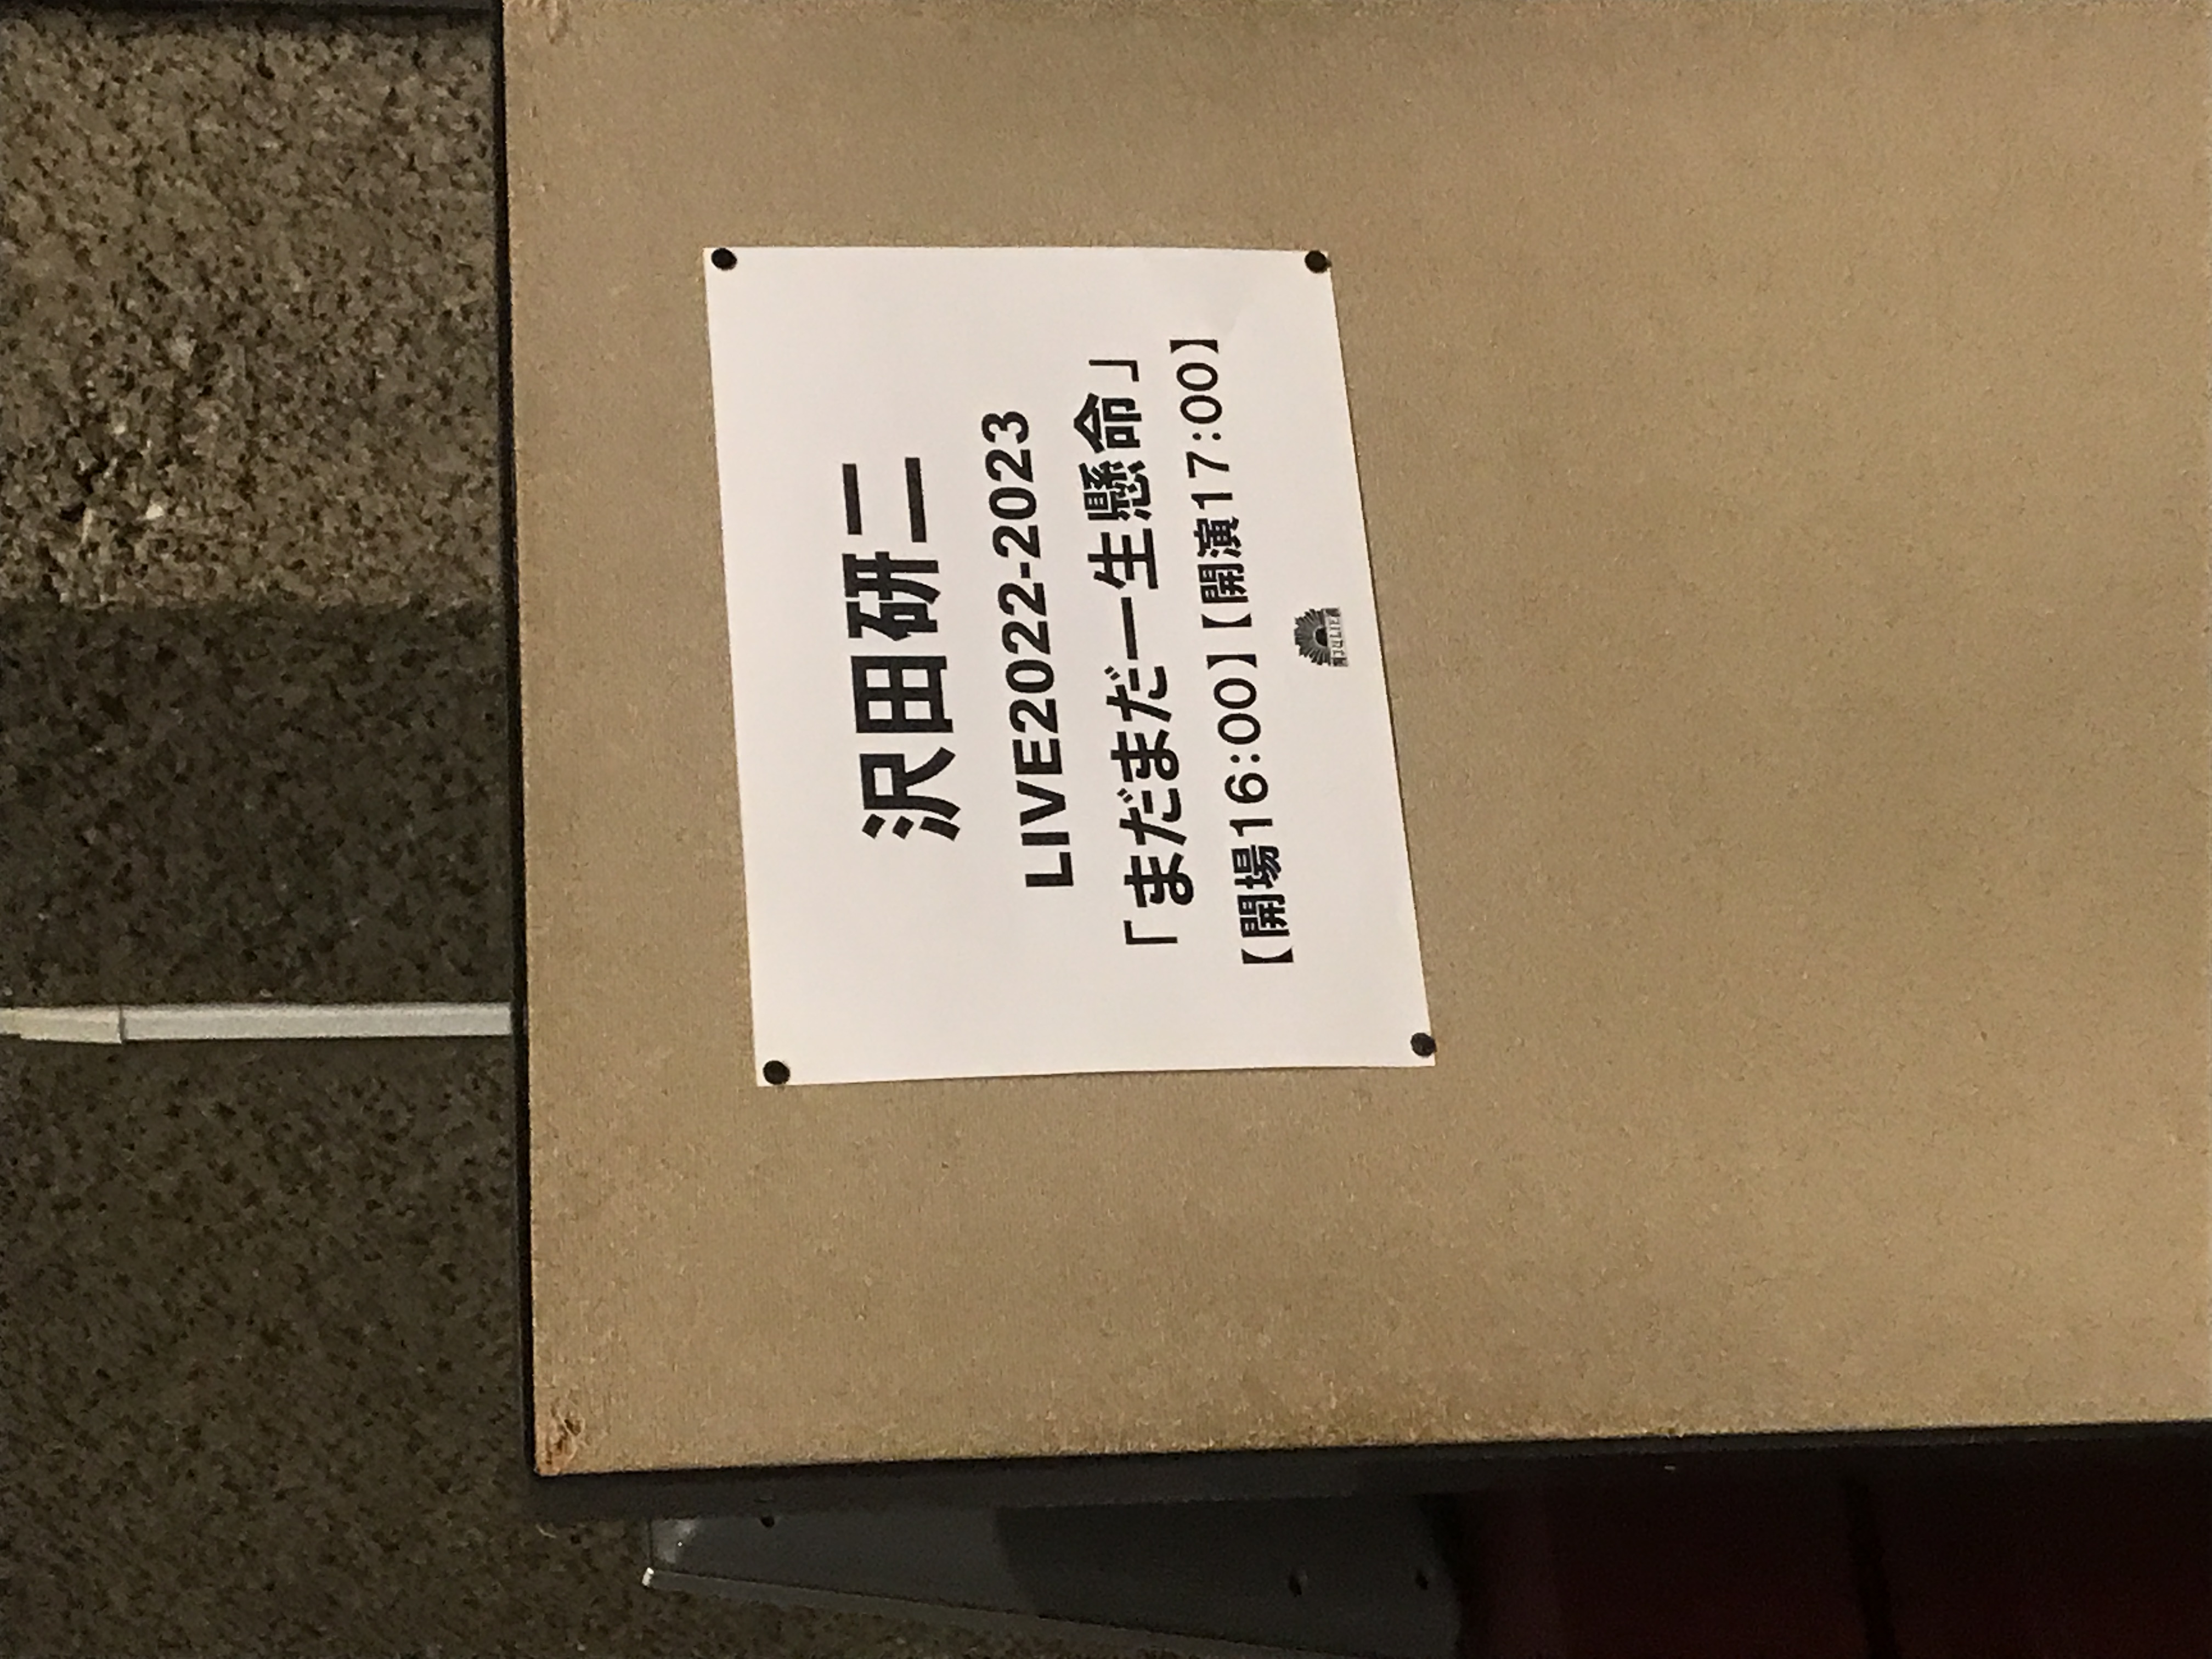 沢田研二
LIVE2022-2023
「まだまだ一生懸命」
【開場16:00】【開演17:00】
JULIE